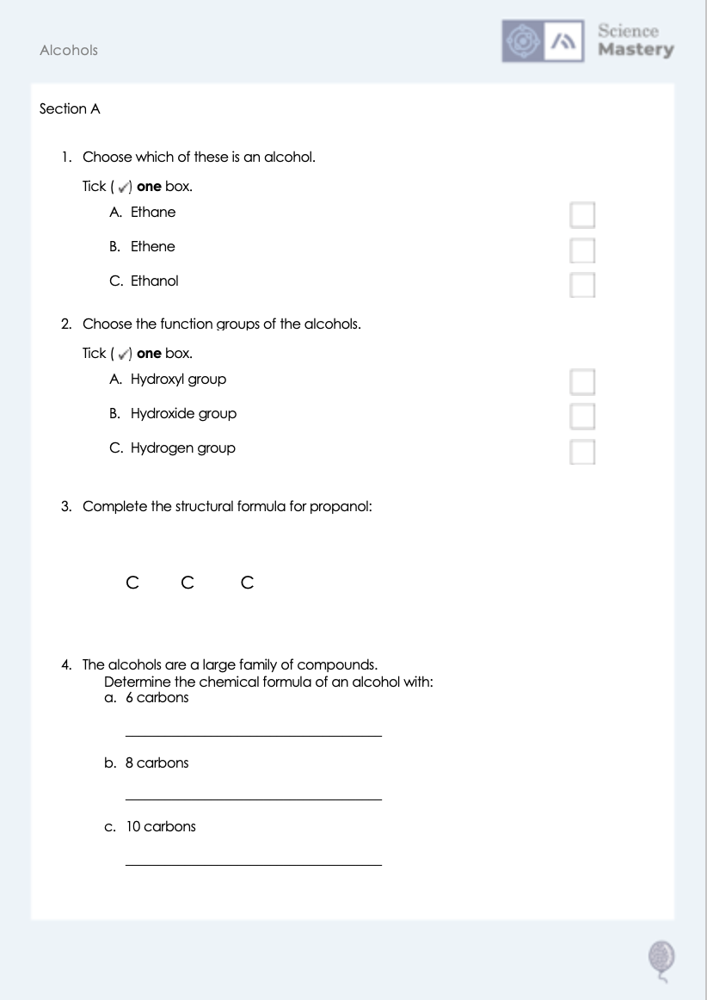 Alcohols
Science
Mastery
Section A
1. Choose which of these is an alcohol.
Tick ( ✓) one box.
A. Ethane
B. Ethene
C. Ethanol
2. Choose the function groups of the alcohols.
Tick ( ✓) one box.
A. Hydroxyl group
B. Hydroxide group
C. Hydrogen group
3. Complete the structural formula for propanol:
C C C
4. The alcohols are a large family of compounds.
Determine the chemical formula of an alcohol with:
a. 6 carbons
b. 8 carbons
c. 10 carbons